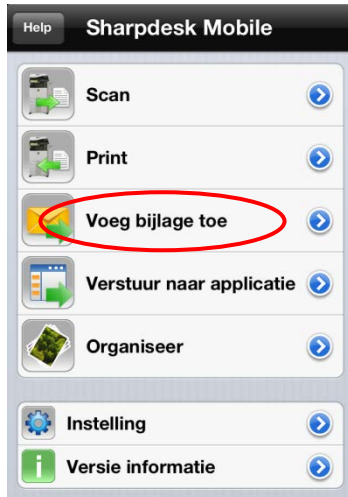 Help
Sharpdesk Mobile
Scan
Print
Voeg bijlage toe
Verstuur naar applicatie
Organiseer
Instelling
Versie informatie